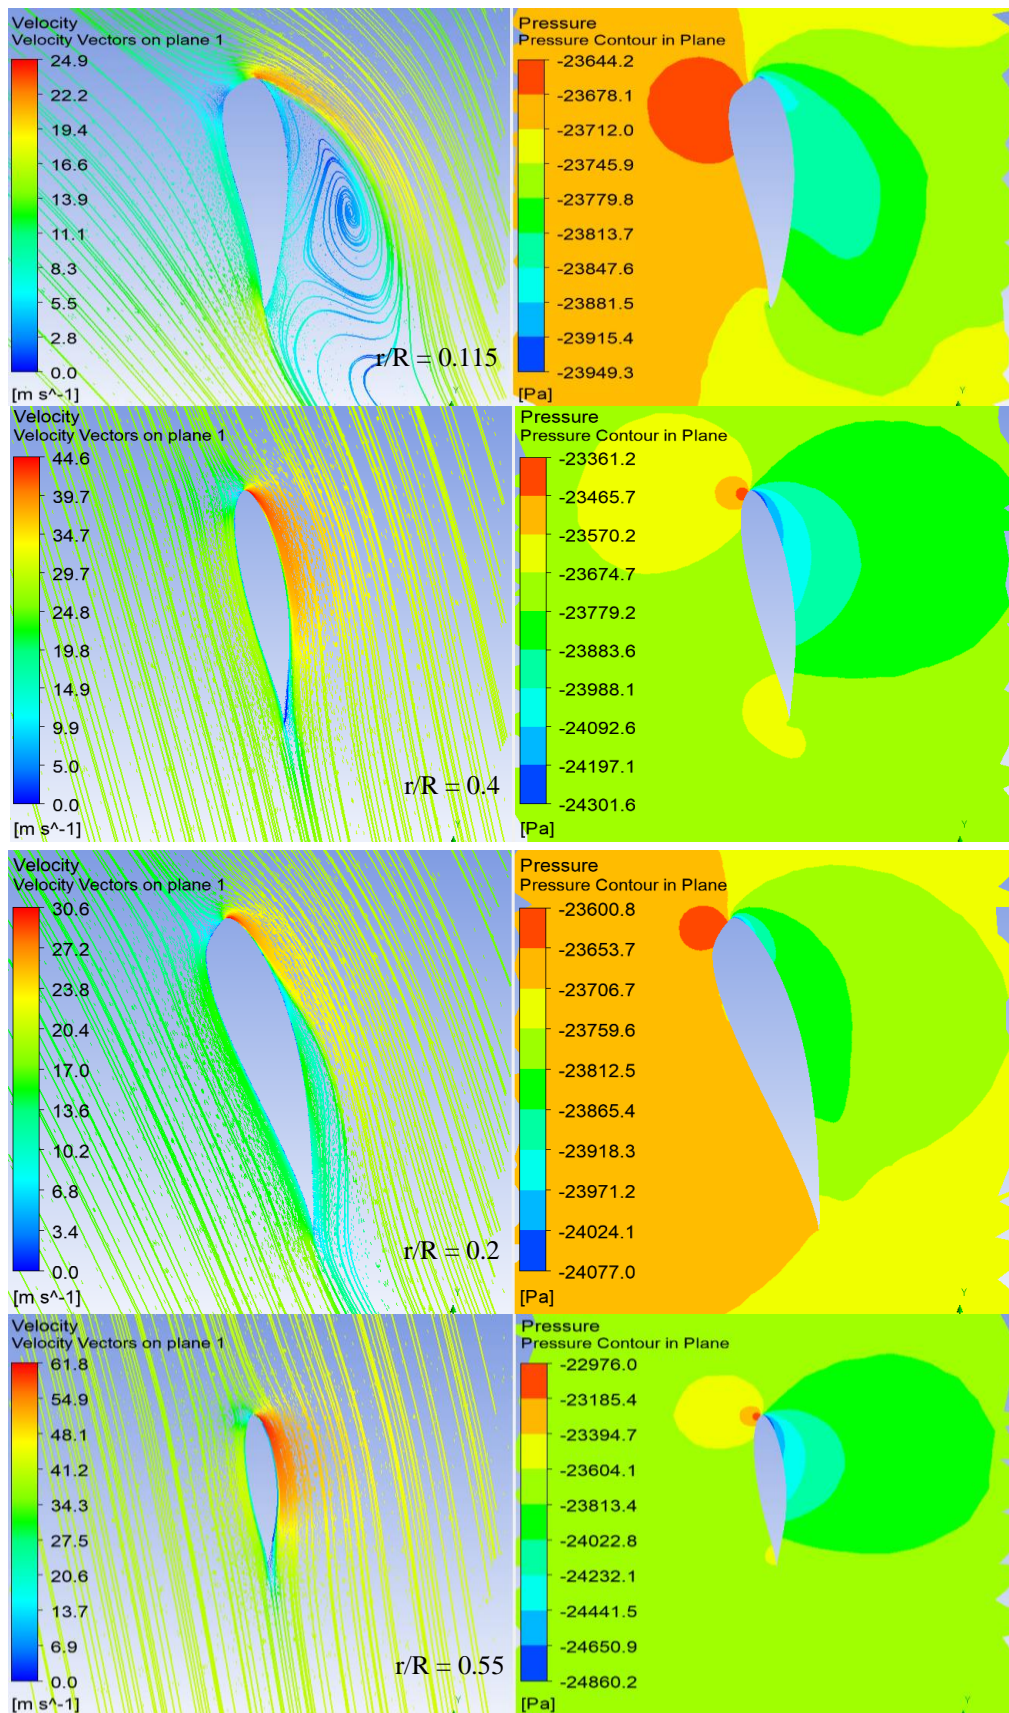 Velocity
Velocity Vectors on plane 1
24.9
22.2
19.4
16.6
13.9
11.1
8.3
5.5
2.8
0.0
[m s^-1]
r/R = 0.115
Y
Pressure
Pressure Contour in Plane
-23644.2
-23678.1
-23712.0
-23745.9
-23779.8
-23813.7
-23847.6
-23881.5
-23915.4
-23949.3
[Pa]
Y
Velocity
Velocity Vectors on plane 1
44.6
39.7
34.7
29.7
24.8
19.8
14.9
9.9
5.0
0.0
[m s^-1]
r/R = 0.4
Y
Pressure
Pressure Contour in Plane
-23361.2
-23465.7
-23570.2
-23674.7
-23779.2
-23883.6
-23988.1
-24092.6
-24197.1
-24301.6
[Pa]
Y
Velocity
Velocity Vectors on plane 1
30.6
27.2
23.8
20.4
17.0
13.6
10.2
6.8
3.4
0.0
[m s^-1]
r/R = 0.2
Y
Pressure
Pressure Contour in Plane
-23600.8
-23653.7
-23706.7
-23759.6
-23812.5
-23865.4
-23918.3
-23971.2
-24024.1
-24077.0
[Pa]
Y
Velocity
Velocity Vectors on plane 1
61.8
54.9
48.1
41.2
34.3
27.5
20.6
13.7
6.9
0.0
[m s^-1]
r/R = 0.55
Y
Pressure
Pressure Contour in Plane
-22976.0
-23185.4
-23394.7
-23604.1
-23813.4
-24022.8
-24232.1
-24441.5
-24650.9
-24860.2
[Pa]
Y